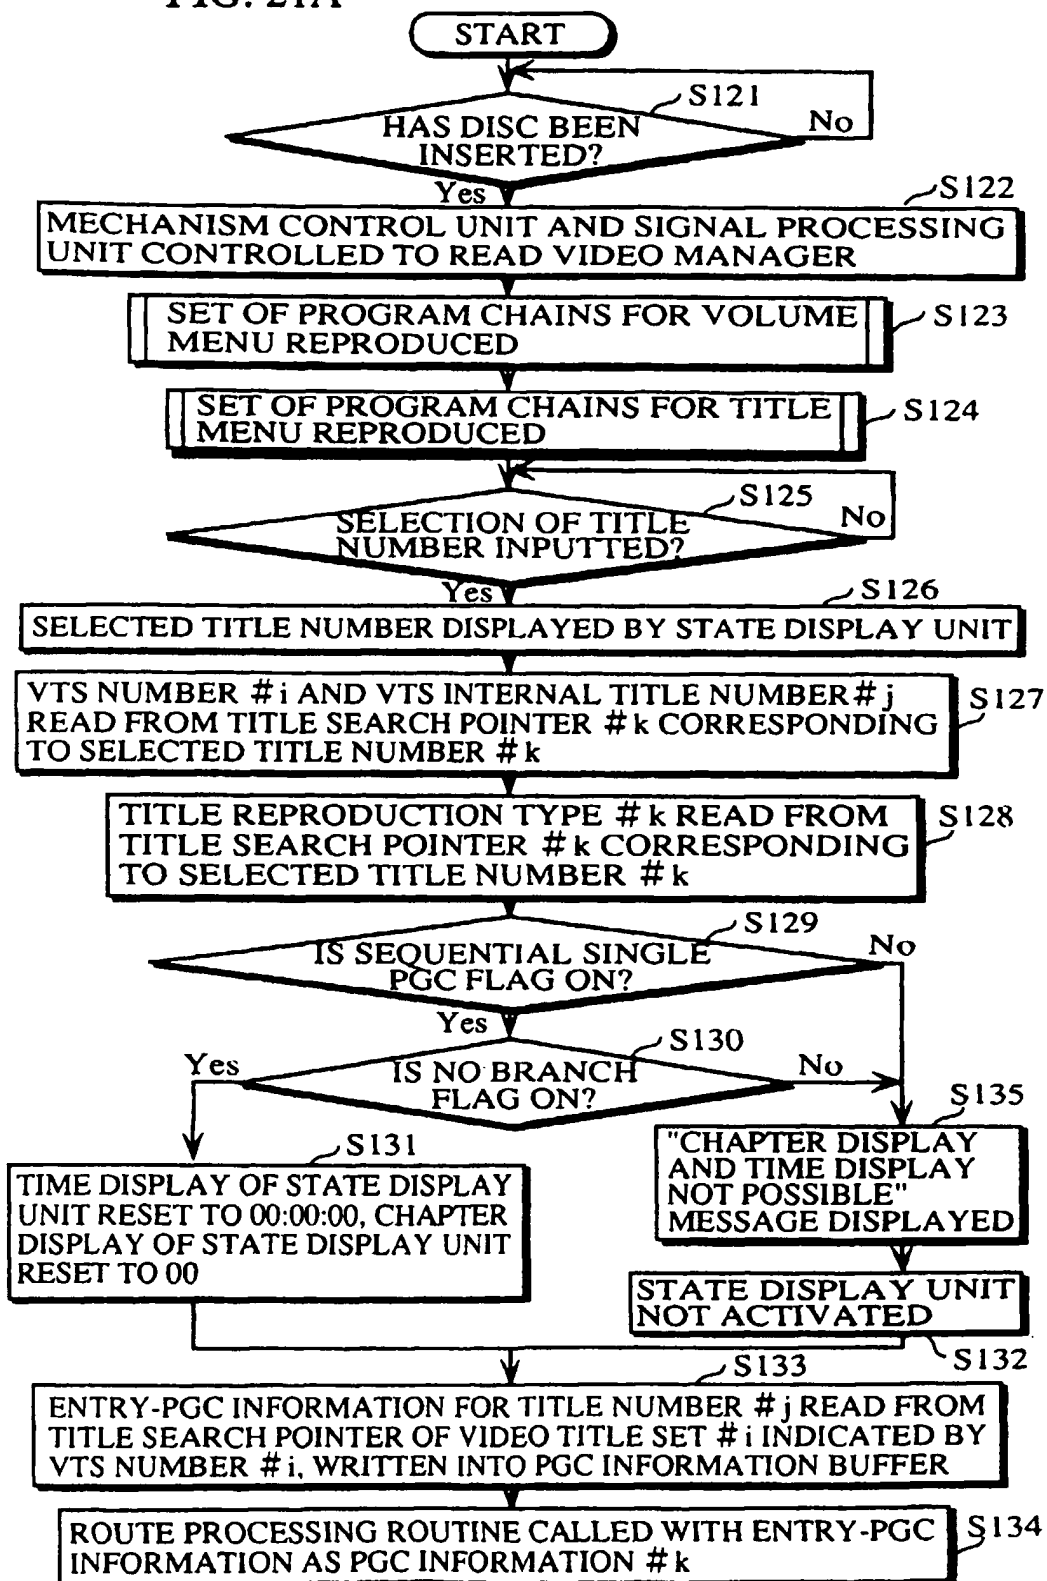 FIG. 21A
START
S121
HAS DISC BEEN
INSERTED?
No
Yes
S122
MECHANISM CONTROL UNIT AND SIGNAL PROCESSING
UNIT CONTROLLED TO READ VIDEO MANAGER
SET OF PROGRAM CHAINS FOR VOLUME
MENU REPRODUCED
S123
SET OF PROGRAM CHAINS FOR TITLE
MENU REPRODUCED
S124
S125
SELECTION OF TITLE
NUMBER INPUTTED?
No
Yes
S126
SELECTED TITLE NUMBER DISPLAYED BY STATE DISPLAY UNIT
VTS NUMBER #i AND VTS INTERNAL TITLE NUMBER #j
READ FROM TITLE SEARCH POINTER #k CORRESPONDING
TO SELECTED TITLE NUMBER #k
S127
TITLE REPRODUCTION TYPE #k READ FROM
TITLE SEARCH POINTER #k CORRESPONDING
TO SELECTED TITLE NUMBER #k
S128
S129
IS SEQUENTIAL SINGLE
PGC FLAG ON?
No
Yes
S130
Yes
IS NO BRANCH
FLAG ON?
No
S131
TIME DISPLAY OF STATE DISPLAY
UNIT RESET TO 00:00:00, CHAPTER
DISPLAY OF STATE DISPLAY UNIT
RESET TO 00
S135
"CHAPTER DISPLAY
AND TIME DISPLAY
NOT POSSIBLE"
MESSAGE DISPLAYED
STATE DISPLAY UNIT
NOT ACTIVATED
S132
S133
ENTRY-PGC INFORMATION FOR TITLE NUMBER #j READ FROM
TITLE SEARCH POINTER OF VIDEO TITLE SET #i INDICATED BY
VTS NUMBER #i, WRITTEN INTO PGC INFORMATION BUFFER
ROUTE PROCESSING ROUTINE CALLED WITH ENTRY-PGC
INFORMATION AS PGC INFORMATION #k
S134